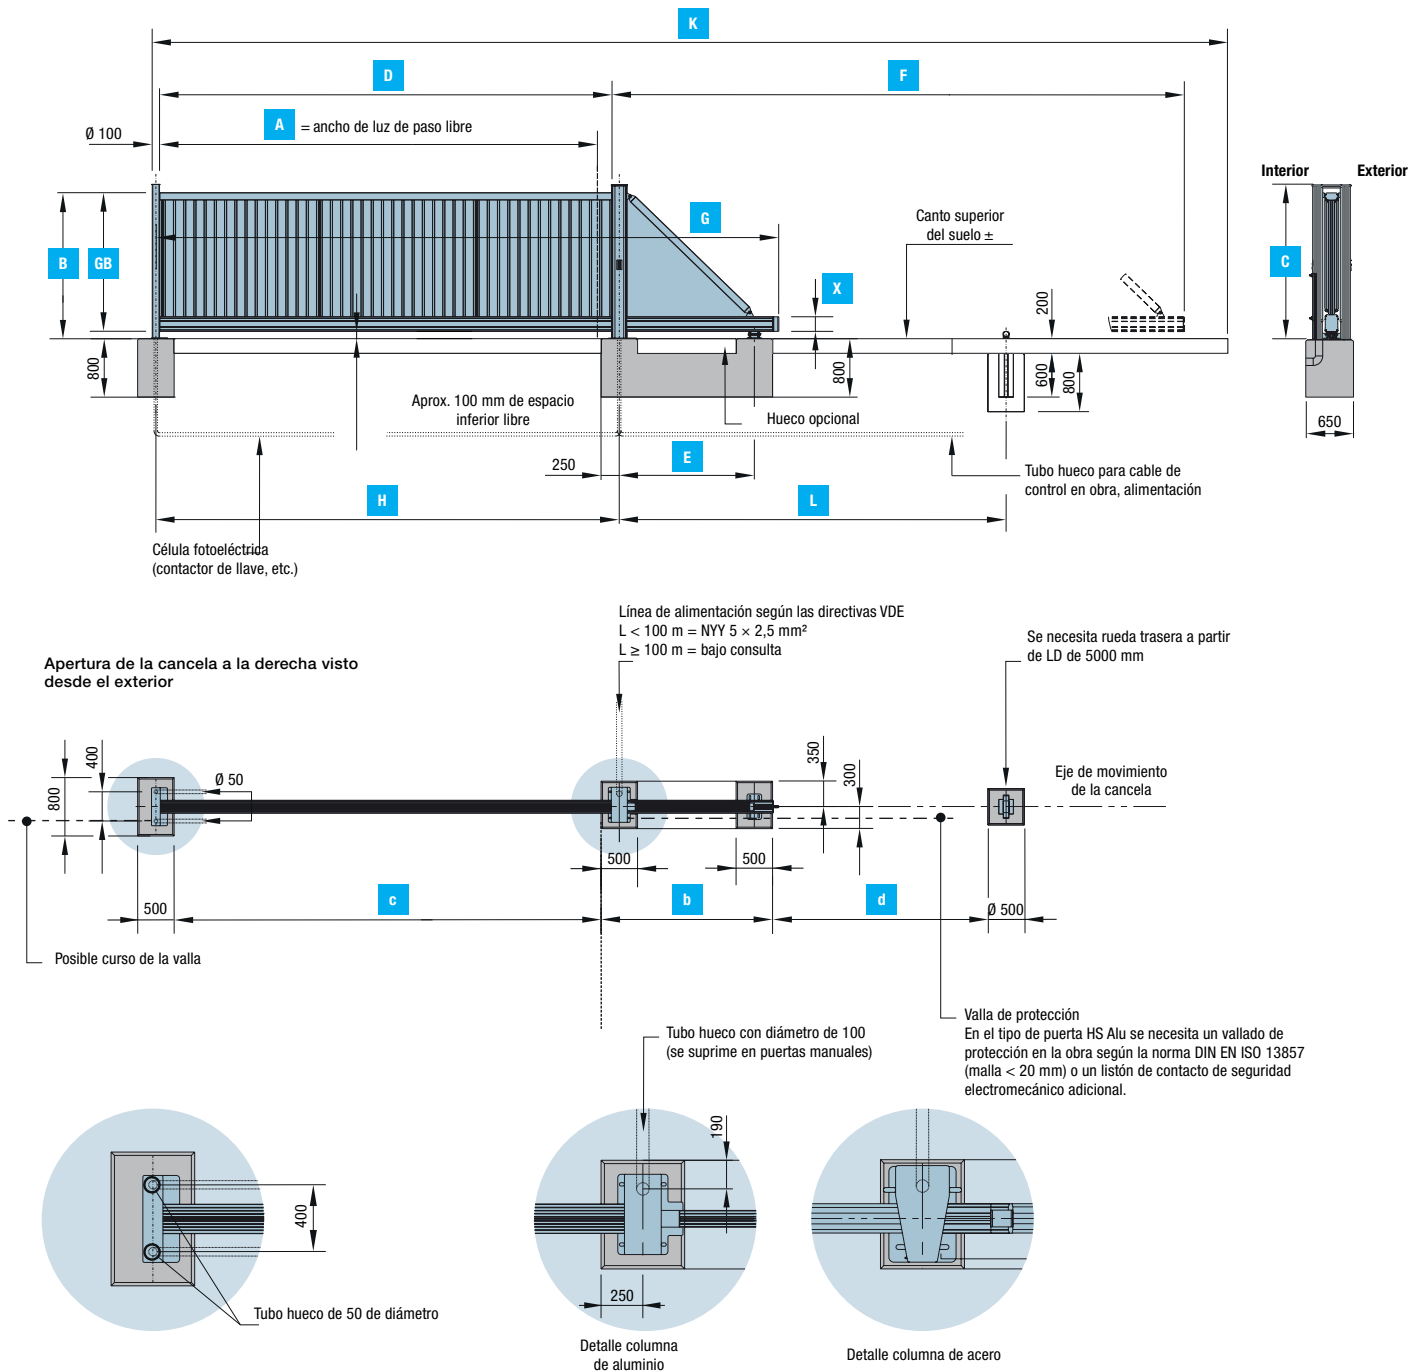 K
D
F
A = ancho de luz de paso libre
Ø 100
Interior
Exterior
G
Canto superior
del suelo ±
B
GB
C
X
200
800
800
600
800
Aprox. 100 mm de espacio
inferior libre
Hueco opcional
650
250
E
Tubo hueco para cable de
control en obra, alimentación
H
L
Célula fotoeléctrica
(contactor de llave, etc.)
Línea de alimentación según las directivas VDE
L < 100 m = NYY 5 × 2,5 mm²
L ≥ 100 m = bajo consulta
Se necesita rueda trasera a partir
de LD de 5000 mm
Apertura de la cancela a la derecha visto
desde el exterior
400
800
Ø 50
350
300
Eje de movimiento
de la cancela
500
500
500
c
b
d
Ø 500
Posible curso de la valla
Valla de protección
En el tipo de puerta HS Alu se necesita un vallado de
protección en la obra según la norma DIN EN ISO 13857
(malla < 20 mm) o un listón de contacto de seguridad
electromecánico adicional.
Tubo hueco con diámetro de 100
(se suprime en puertas manuales)
190
400
250
Tubo hueco de 50 de diámetro
Detalle columna
de aluminio
Detalle columna de acero